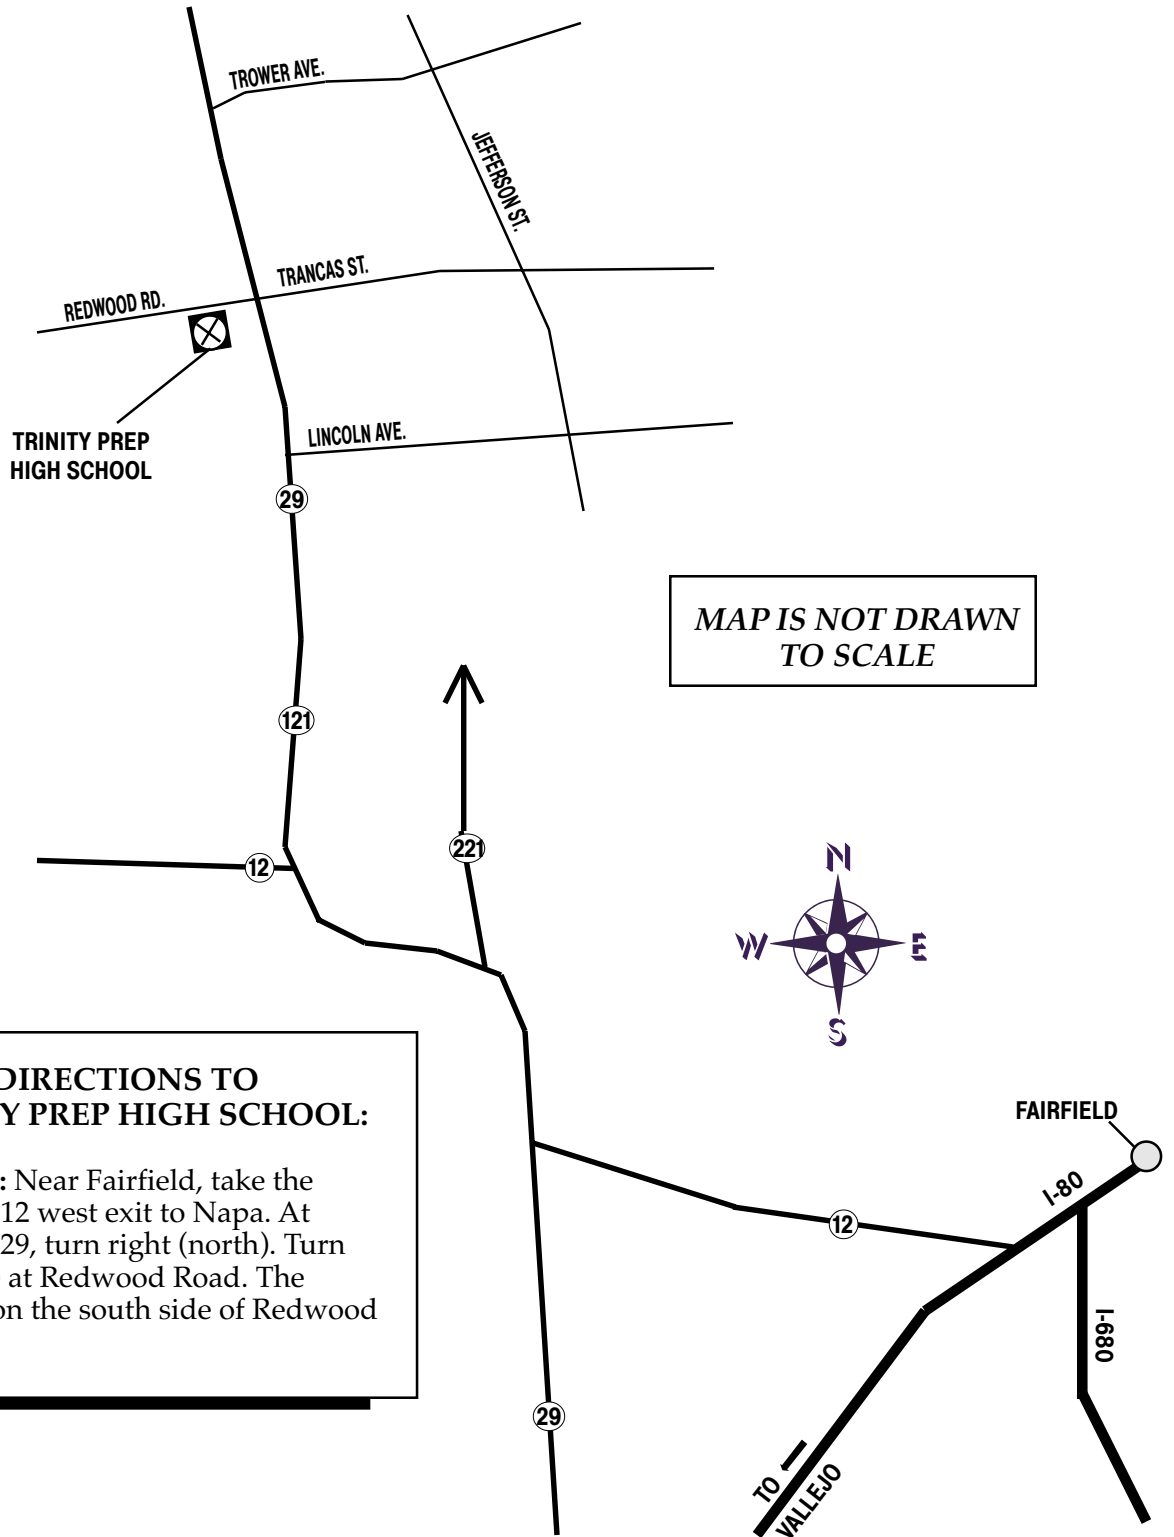 TROWER AVE.
JEFFERSON ST.
TRANCAS ST.
REDWOOD RD.
TRINITY PREP
HIGH SCHOOL
LINCOLN AVE.
29
MAP IS NOT DRAWN
TO SCALE
121
221
12
N
W
E
S
DIRECTIONS TO
Y PREP HIGH SCHOOL:
: Near Fairfield, take the
12 west exit to Napa. At
29, turn right (north). Turn
at Redwood Road. The
on the south side of Redwood
FAIRFIELD
I-80
12
I-680
29
TO
VALLEJO